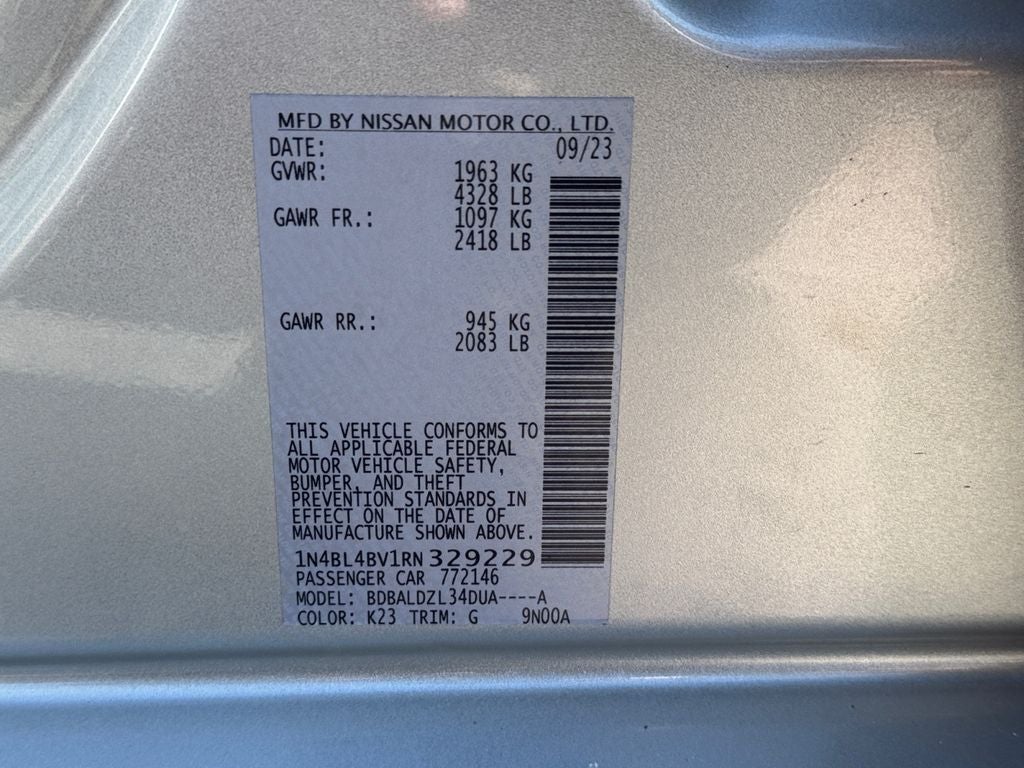 MFD BY NISSAN MOTOR CO., LTD.
DATE: 09/23
GVWR: 1963 KG
4328 LB
GAWR FR.: 1097 KG
2418 LB
GAWR RR.: 945 KG
2083 LB
THIS VEHICLE CONFORMS TO
ALL APPLICABLE FEDERAL
MOTOR VEHICLE SAFETY,
BUMPER, AND THEFT
PREVENTION STANDARDS IN
EFFECT ON THE DATE OF
MANUFACTURE SHOWN ABOVE.
1N4BL4BV1RN329229
PASSENGER CAR 772146
MODEL: BDBALDZL34DUA----A
COLOR: K23 TRIM: G 9N00A